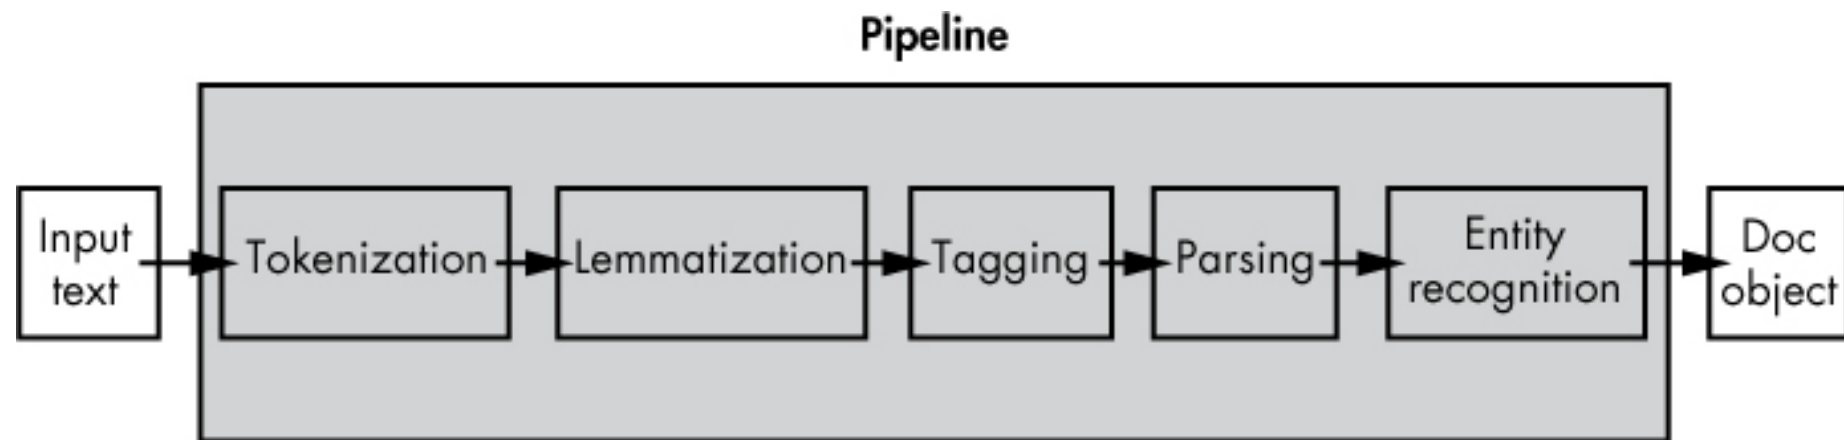 Pipeline
Input
text
Tokenization
Lemmatization
Tagging
Parsing
Entity
recognition
Doc
object